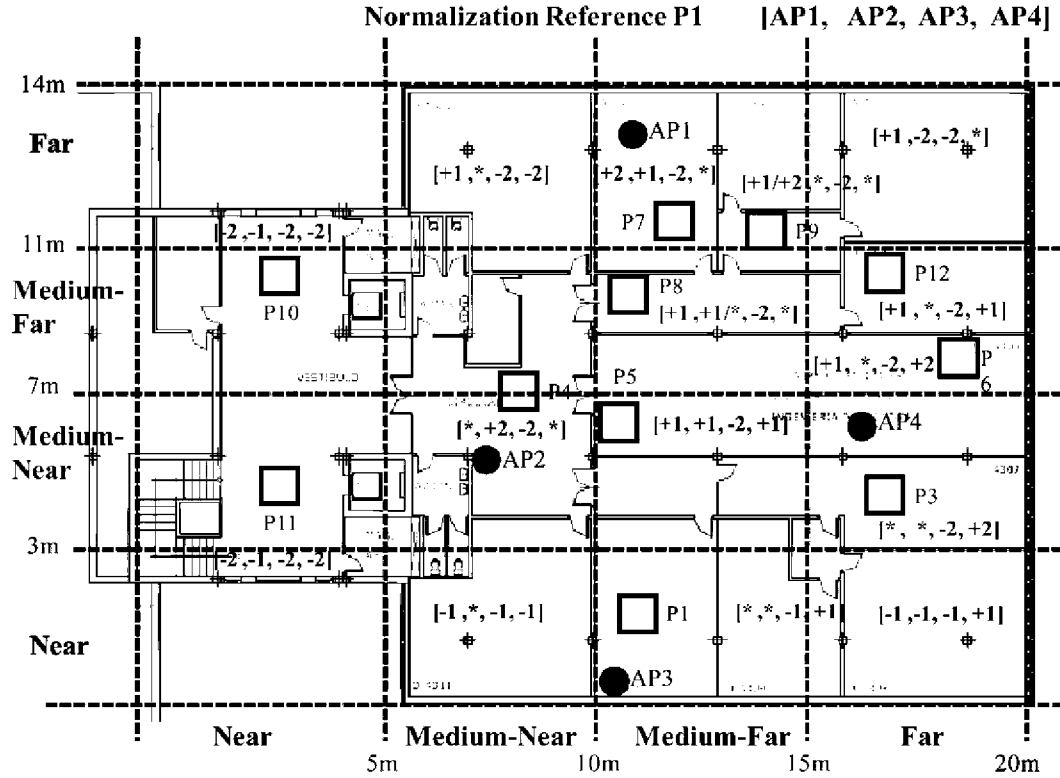 Normalization Reference P1 [AP1, AP2, AP3, AP4]
14m
Far
AP1
[+1 ,*, -2, -2]
[+2, +1, -2, *]
[+1/+2, *, -2, *]
[+1, -2, -2, *]
P7
P9
[-2, -1, -2, -2]
11m
Medium-
Far
P10
P8
P12
[+1, +1/*, -2, *]
[+1, *, -2, +1]
[+1, *, -2, +2
P
6
VESTIBULO
7m
P4
P5
Medium-
Near
[*, +2, -2, *]
[+1, +1, -2, +1]
AP4
AP2
4307
P11
P3
[*, *, -2, +2]
3m
[-2, -1, -2, -2]
[-1 ,*, -1, -1]
P1
[*, *, -1, +1]
[-1, -1, -1, +1]
Near
AP3
Near
Medium-Near
Medium-Far
Far
5m
10m
15m
20m